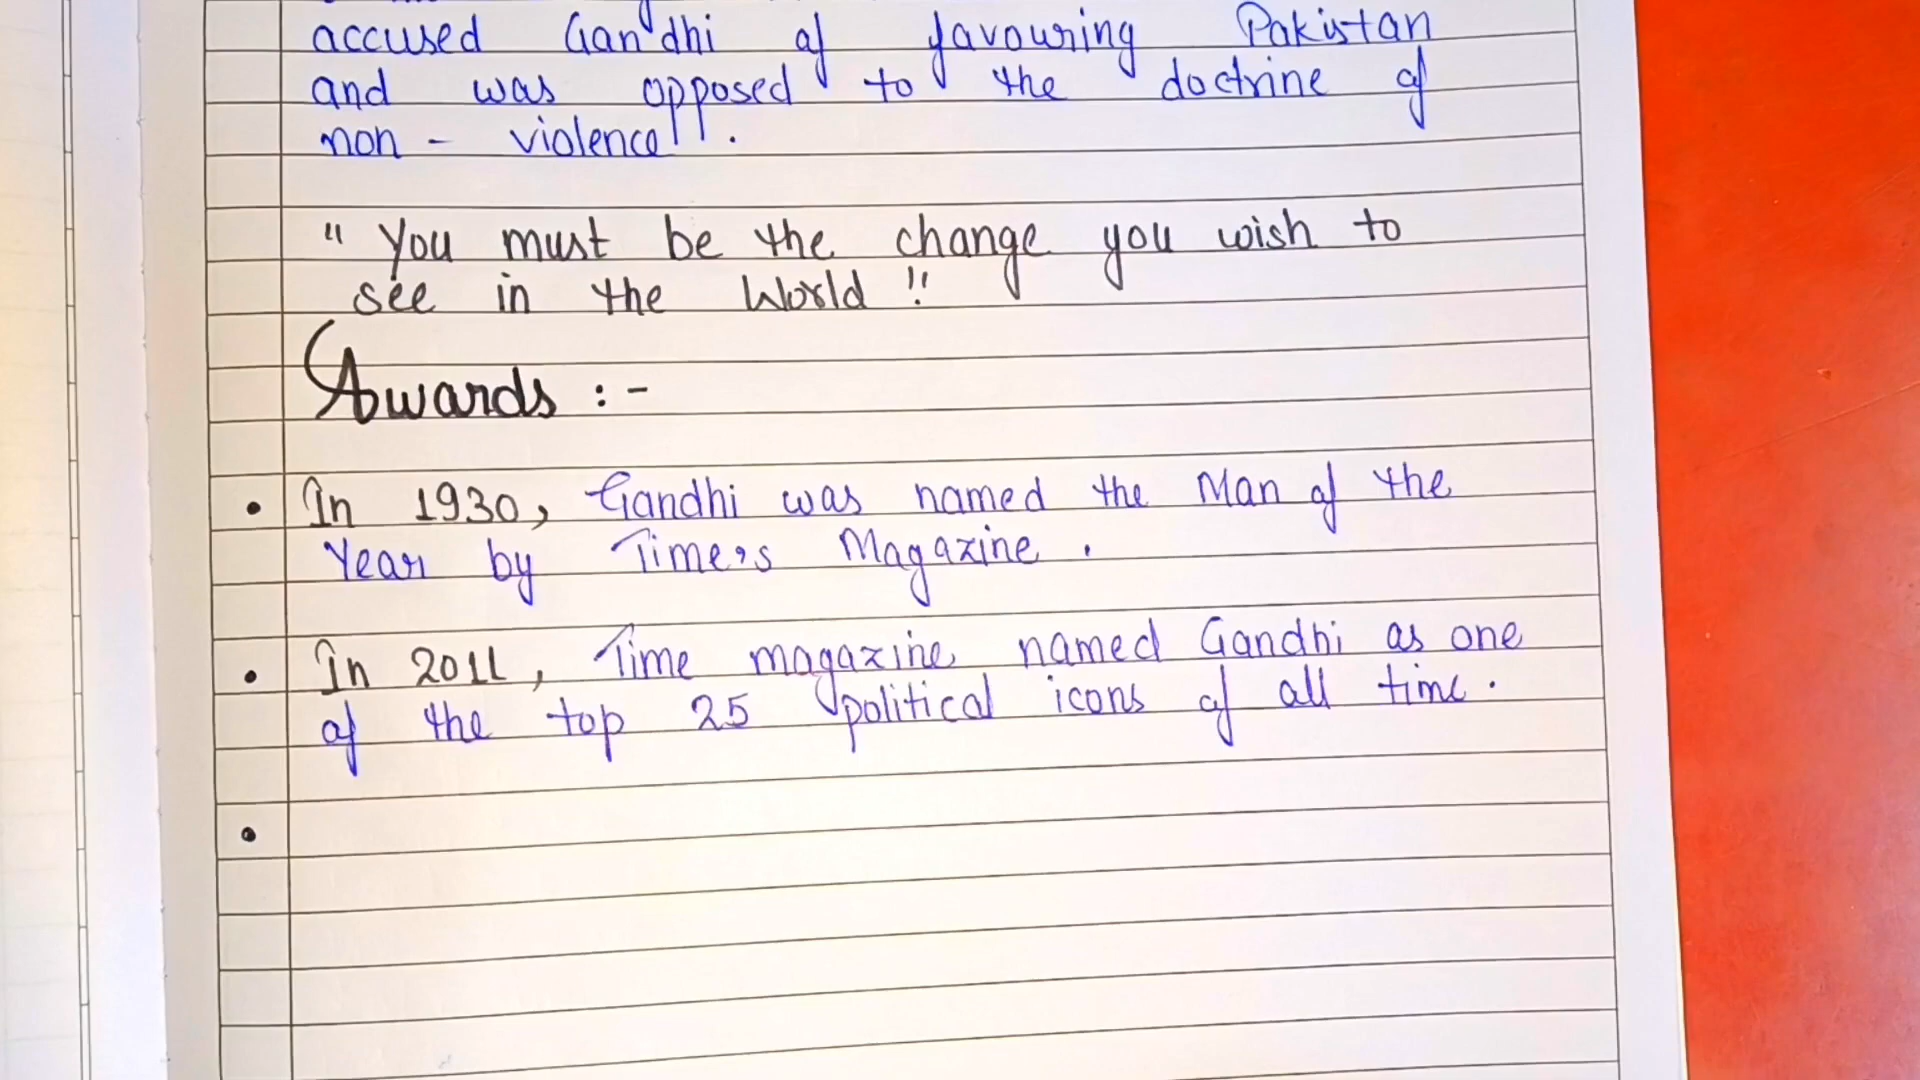 accused Gandhi of favouring Pakistan
and was opposed to the doctrine of
non - violence.
" You must be the change you wish to
see in the World !!
Awards :-
• In 1930, Gandhi was named the Man of the
Year by Time,s Magazine.
• In 2011, Time magazine named Gandhi as one
of the top 25 political icons of all time.
•